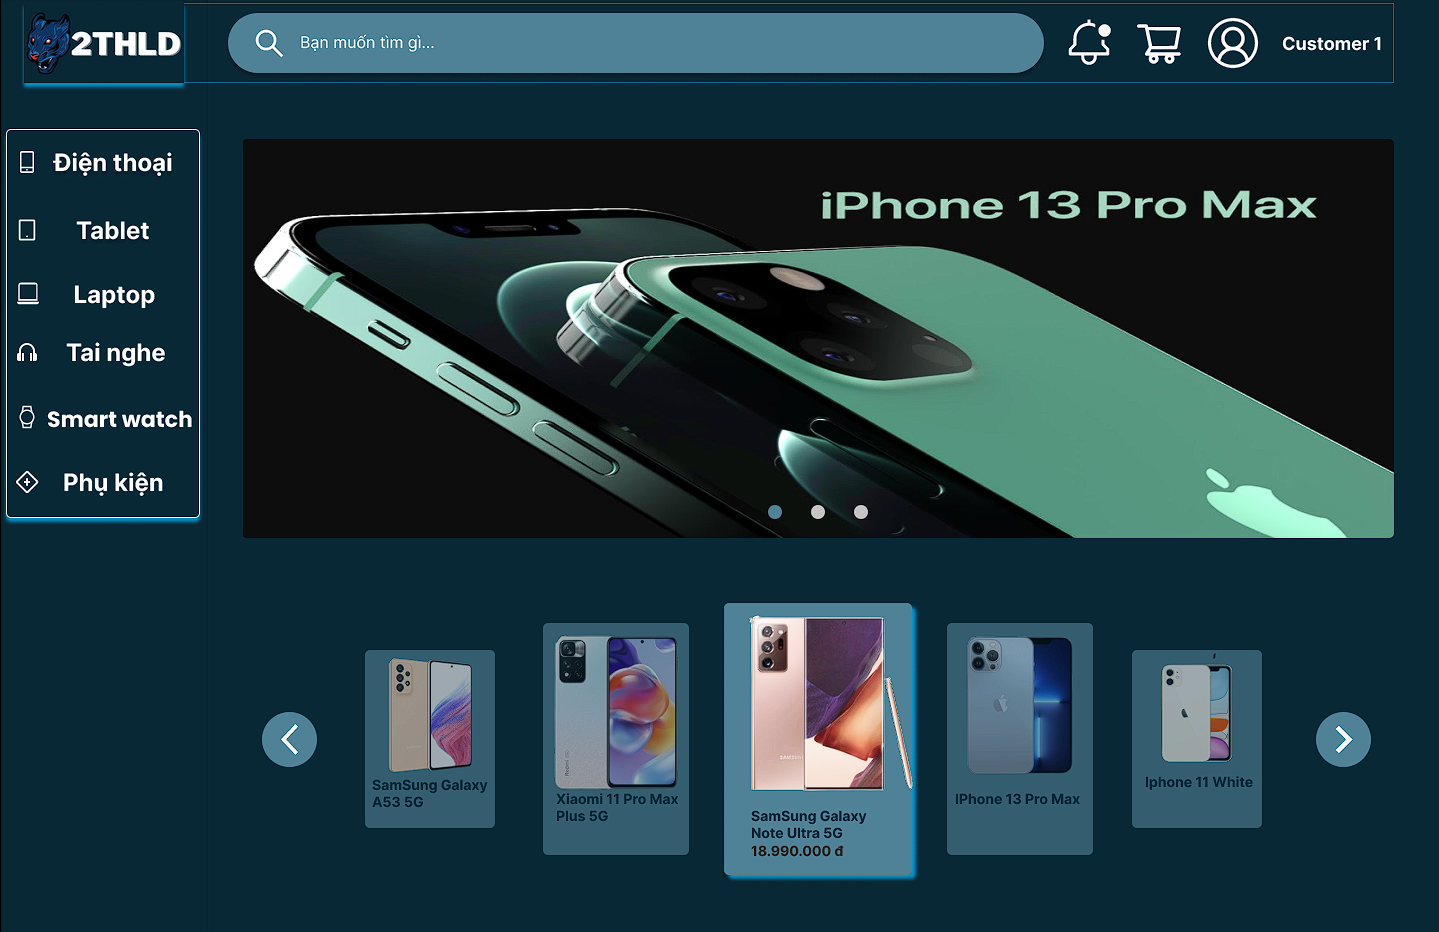 2THLD
Bạn muốn tìm gì...
Customer 1
Điện thoại
Tablet
Laptop
Tai nghe
Smart watch
Phụ kiện
iPhone 13 Pro Max
SamSung Galaxy
A53 5G
Xiaomi 11 Pro Max
Plus 5G
SAMSUNG
SamSung Galaxy
Note Ultra 5G
18.990.000 đ
IPhone 13 Pro Max
Iphone 11 White